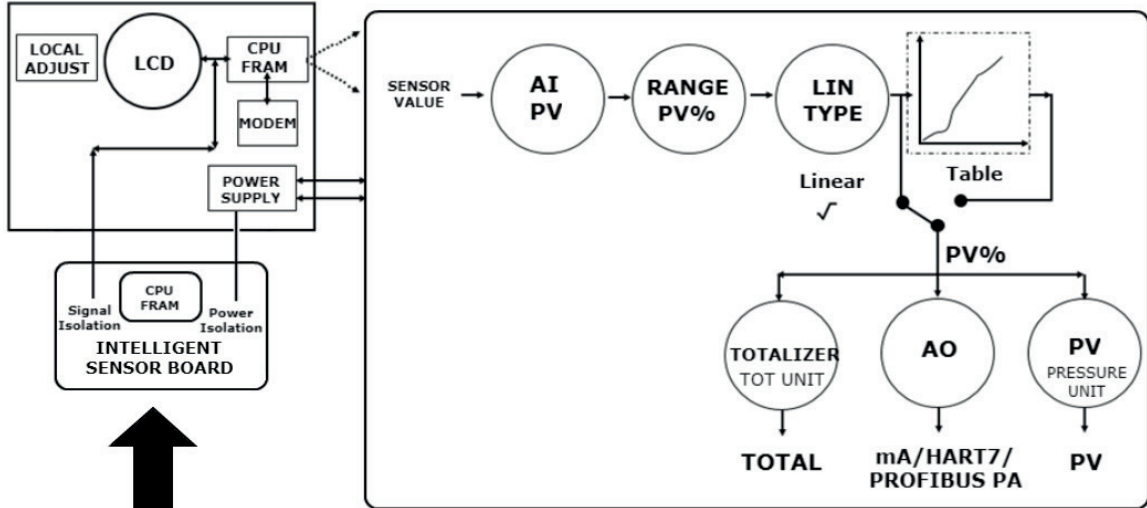 LOCAL
ADJUST
LCD
CPU
FRAM
MODEM
POWER
SUPPLY
CPU
FRAM
Signal
Isolation
Power
Isolation
INTELLIGENT
SENSOR BOARD
SENSOR
VALUE
AI
PV
RANGE
PV%
LIN
TYPE
Linear
√
Table
PV%
TOTALIZER
TOT UNIT
AO
PV
PRESSURE
UNIT
TOTAL
mA/HART7/
PROFIBUS PA
PV